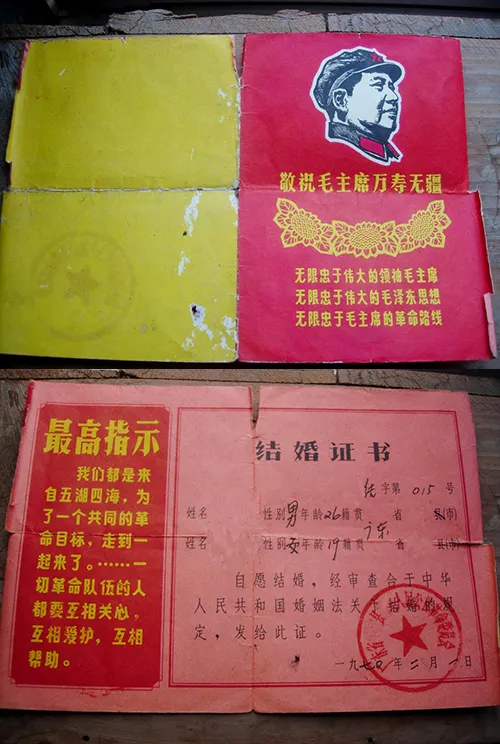 敬祝毛主席万寿无疆
无限忠于伟大的领袖毛主席
无限忠于伟大的毛泽东思想
无限忠于毛主席的革命路线
最高指示
我们都是来
自五湖四海，为
了一个共同的革
命目标，走到一
起来了。……一
切革命队伍的人
都要互相关心，
互相爱护，互相
帮助。
结婚证书
字第 015 号
姓名 性别男年龄26籍贯 省 县(市)
姓名 性别女年龄19籍贯广东省 县(市)
自愿结婚，经审查合于中华
人民共和国婚姻法关于结婚的规
定，发给此证。
一九七〇年二月一日